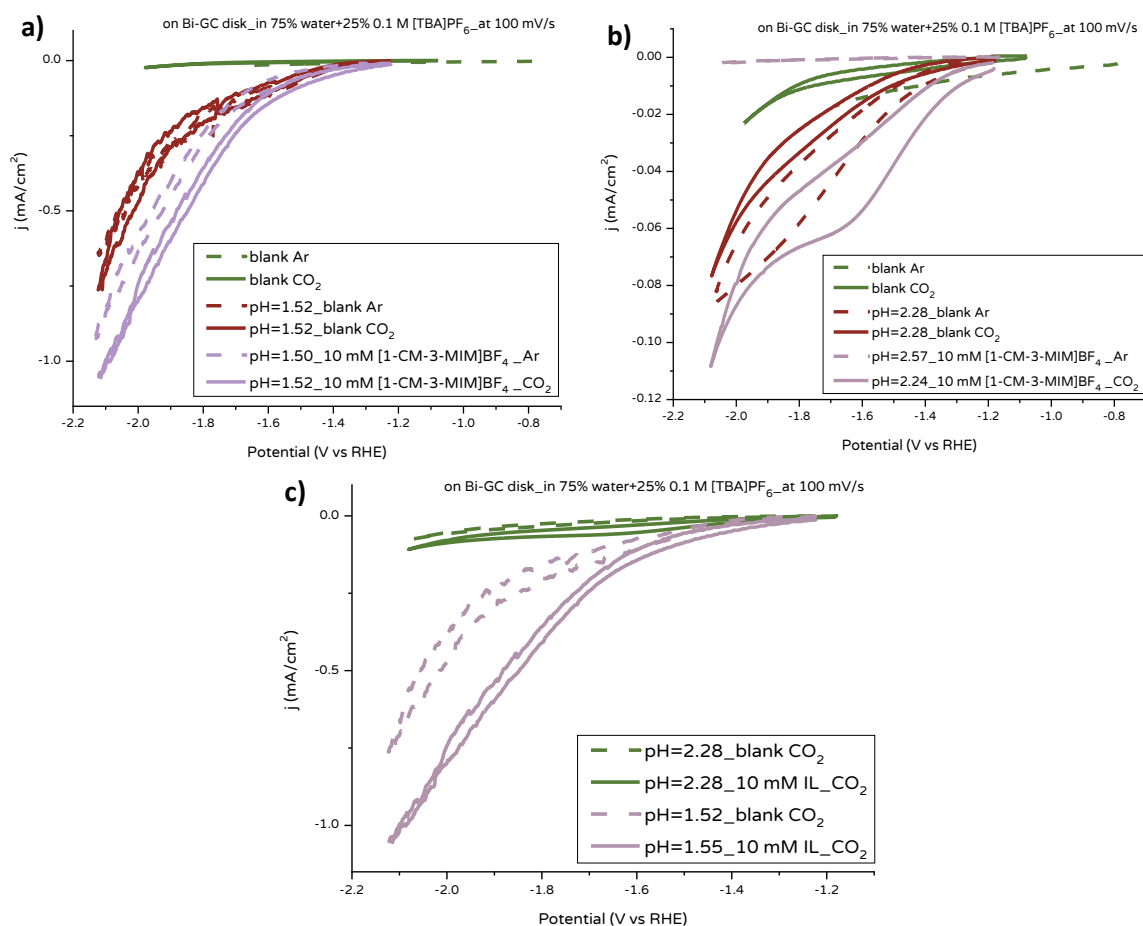 a)
on Bi-GC disk_in 75% water+25% 0.1 M [TBA]PF6_at 100 mV/s
0.0
-0.5
-1.0
j (mA/cm²)
blank Ar
blank CO2
pH=1.52_blank Ar
pH=1.52_blank CO2
pH=1.50_10 mM [1-CM-3-MIM]BF4 _Ar
pH=1.52_10 mM [1-CM-3-MIM]BF4 _CO2
-2.2 -2.0 -1.8 -1.6 -1.4 -1.2 -1.0 -0.8
Potential (V vs RHE)
b)
on Bi-GC disk_in 75% water+25% 0.1 M [TBA]PF6_at 100 mV/s
0.00
-0.02
-0.04
-0.06
-0.08
-0.10
-0.12
j (mA/cm²)
blank Ar
blank CO2
pH=2.28_blank Ar
pH=2.28_blank CO2
pH=2.57_10 mM [1-CM-3-MIM]BF4 _Ar
pH=2.24_10 mM [1-CM-3-MIM]BF4 _CO2
-2.2 -2.0 -1.8 -1.6 -1.4 -1.2 -1.0 -0.8
Potential (V vs RHE)
c)
on Bi-GC disk_in 75% water+25% 0.1 M [TBA]PF6_at 100 mV/s
0.0
-0.5
-1.0
j (mA/cm²)
pH=2.28_blank CO2
pH=2.28_10 mM IL_CO2
pH=1.52_blank CO2
pH=1.55_10 mM IL_CO2
-2.2 -2.0 -1.8 -1.6 -1.4 -1.2
Potential (V vs RHE)